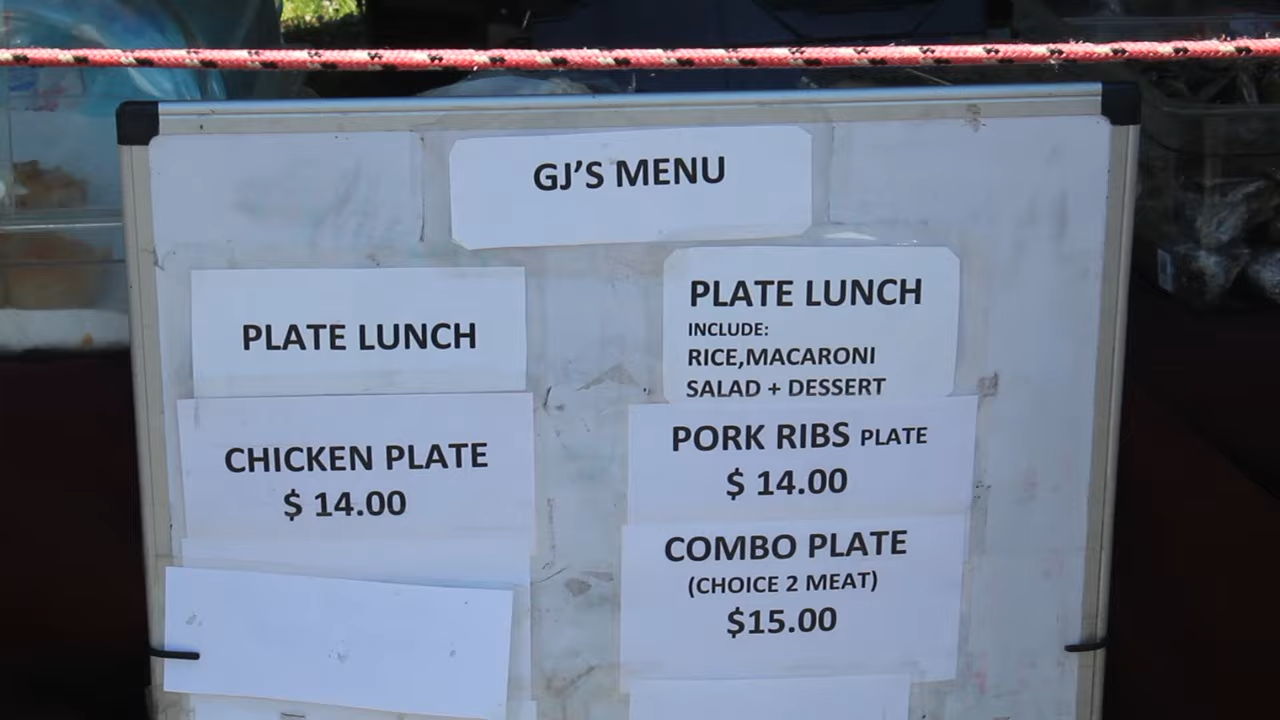 GJ'S MENU
PLATE LUNCH
CHICKEN PLATE
$ 14.00
PLATE LUNCH
INCLUDE:
RICE,MACARONI
SALAD + DESSERT
PORK RIBS PLATE
$ 14.00
COMBO PLATE
(CHOICE 2 MEAT)
$15.00